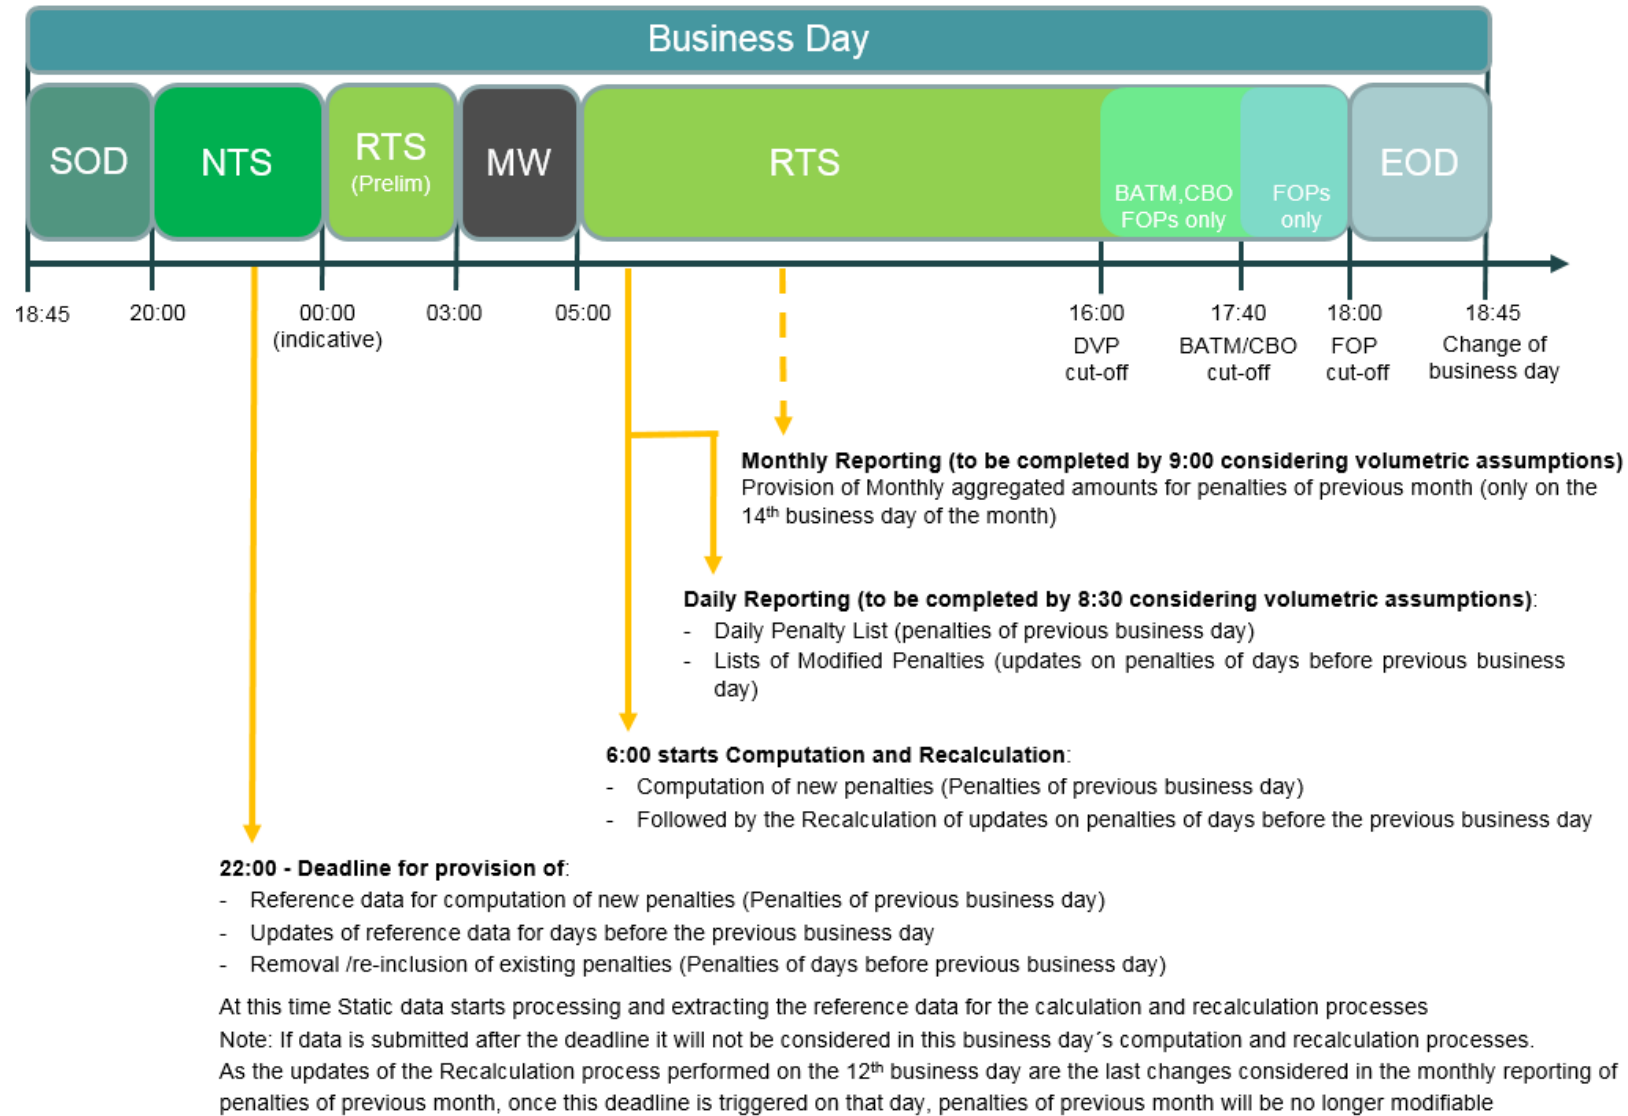 Business Day
SOD
NTS
RTS
(Prelim)
MW
RTS
BATM,CBO
FOPs only
FOPs
only
EOD
18:45
20:00
00:00
(indicative)
03:00
05:00
16:00
DVP
cut-off
17:40
BATM/CBO
cut-off
18:00
FOP
cut-off
18:45
Change of
business day
Monthly Reporting (to be completed by 9:00 considering volumetric assumptions)
Provision of Monthly aggregated amounts for penalties of previous month (only on the
14th business day of the month)
Daily Reporting (to be completed by 8:30 considering volumetric assumptions):
- Daily Penalty List (penalties of previous business day)
- Lists of Modified Penalties (updates on penalties of days before previous business
day)
6:00 starts Computation and Recalculation:
- Computation of new penalties (Penalties of previous business day)
- Followed by the Recalculation of updates on penalties of days before the previous business day
22:00 - Deadline for provision of:
- Reference data for computation of new penalties (Penalties of previous business day)
- Updates of reference data for days before the previous business day
- Removal /re-inclusion of existing penalties (Penalties of days before previous business day)
At this time Static data starts processing and extracting the reference data for the calculation and recalculation processes
Note: If data is submitted after the deadline it will not be considered in this business day´s computation and recalculation processes.
As the updates of the Recalculation process performed on the 12th business day are the last changes considered in the monthly reporting of
penalties of previous month, once this deadline is triggered on that day, penalties of previous month will be no longer modifiable